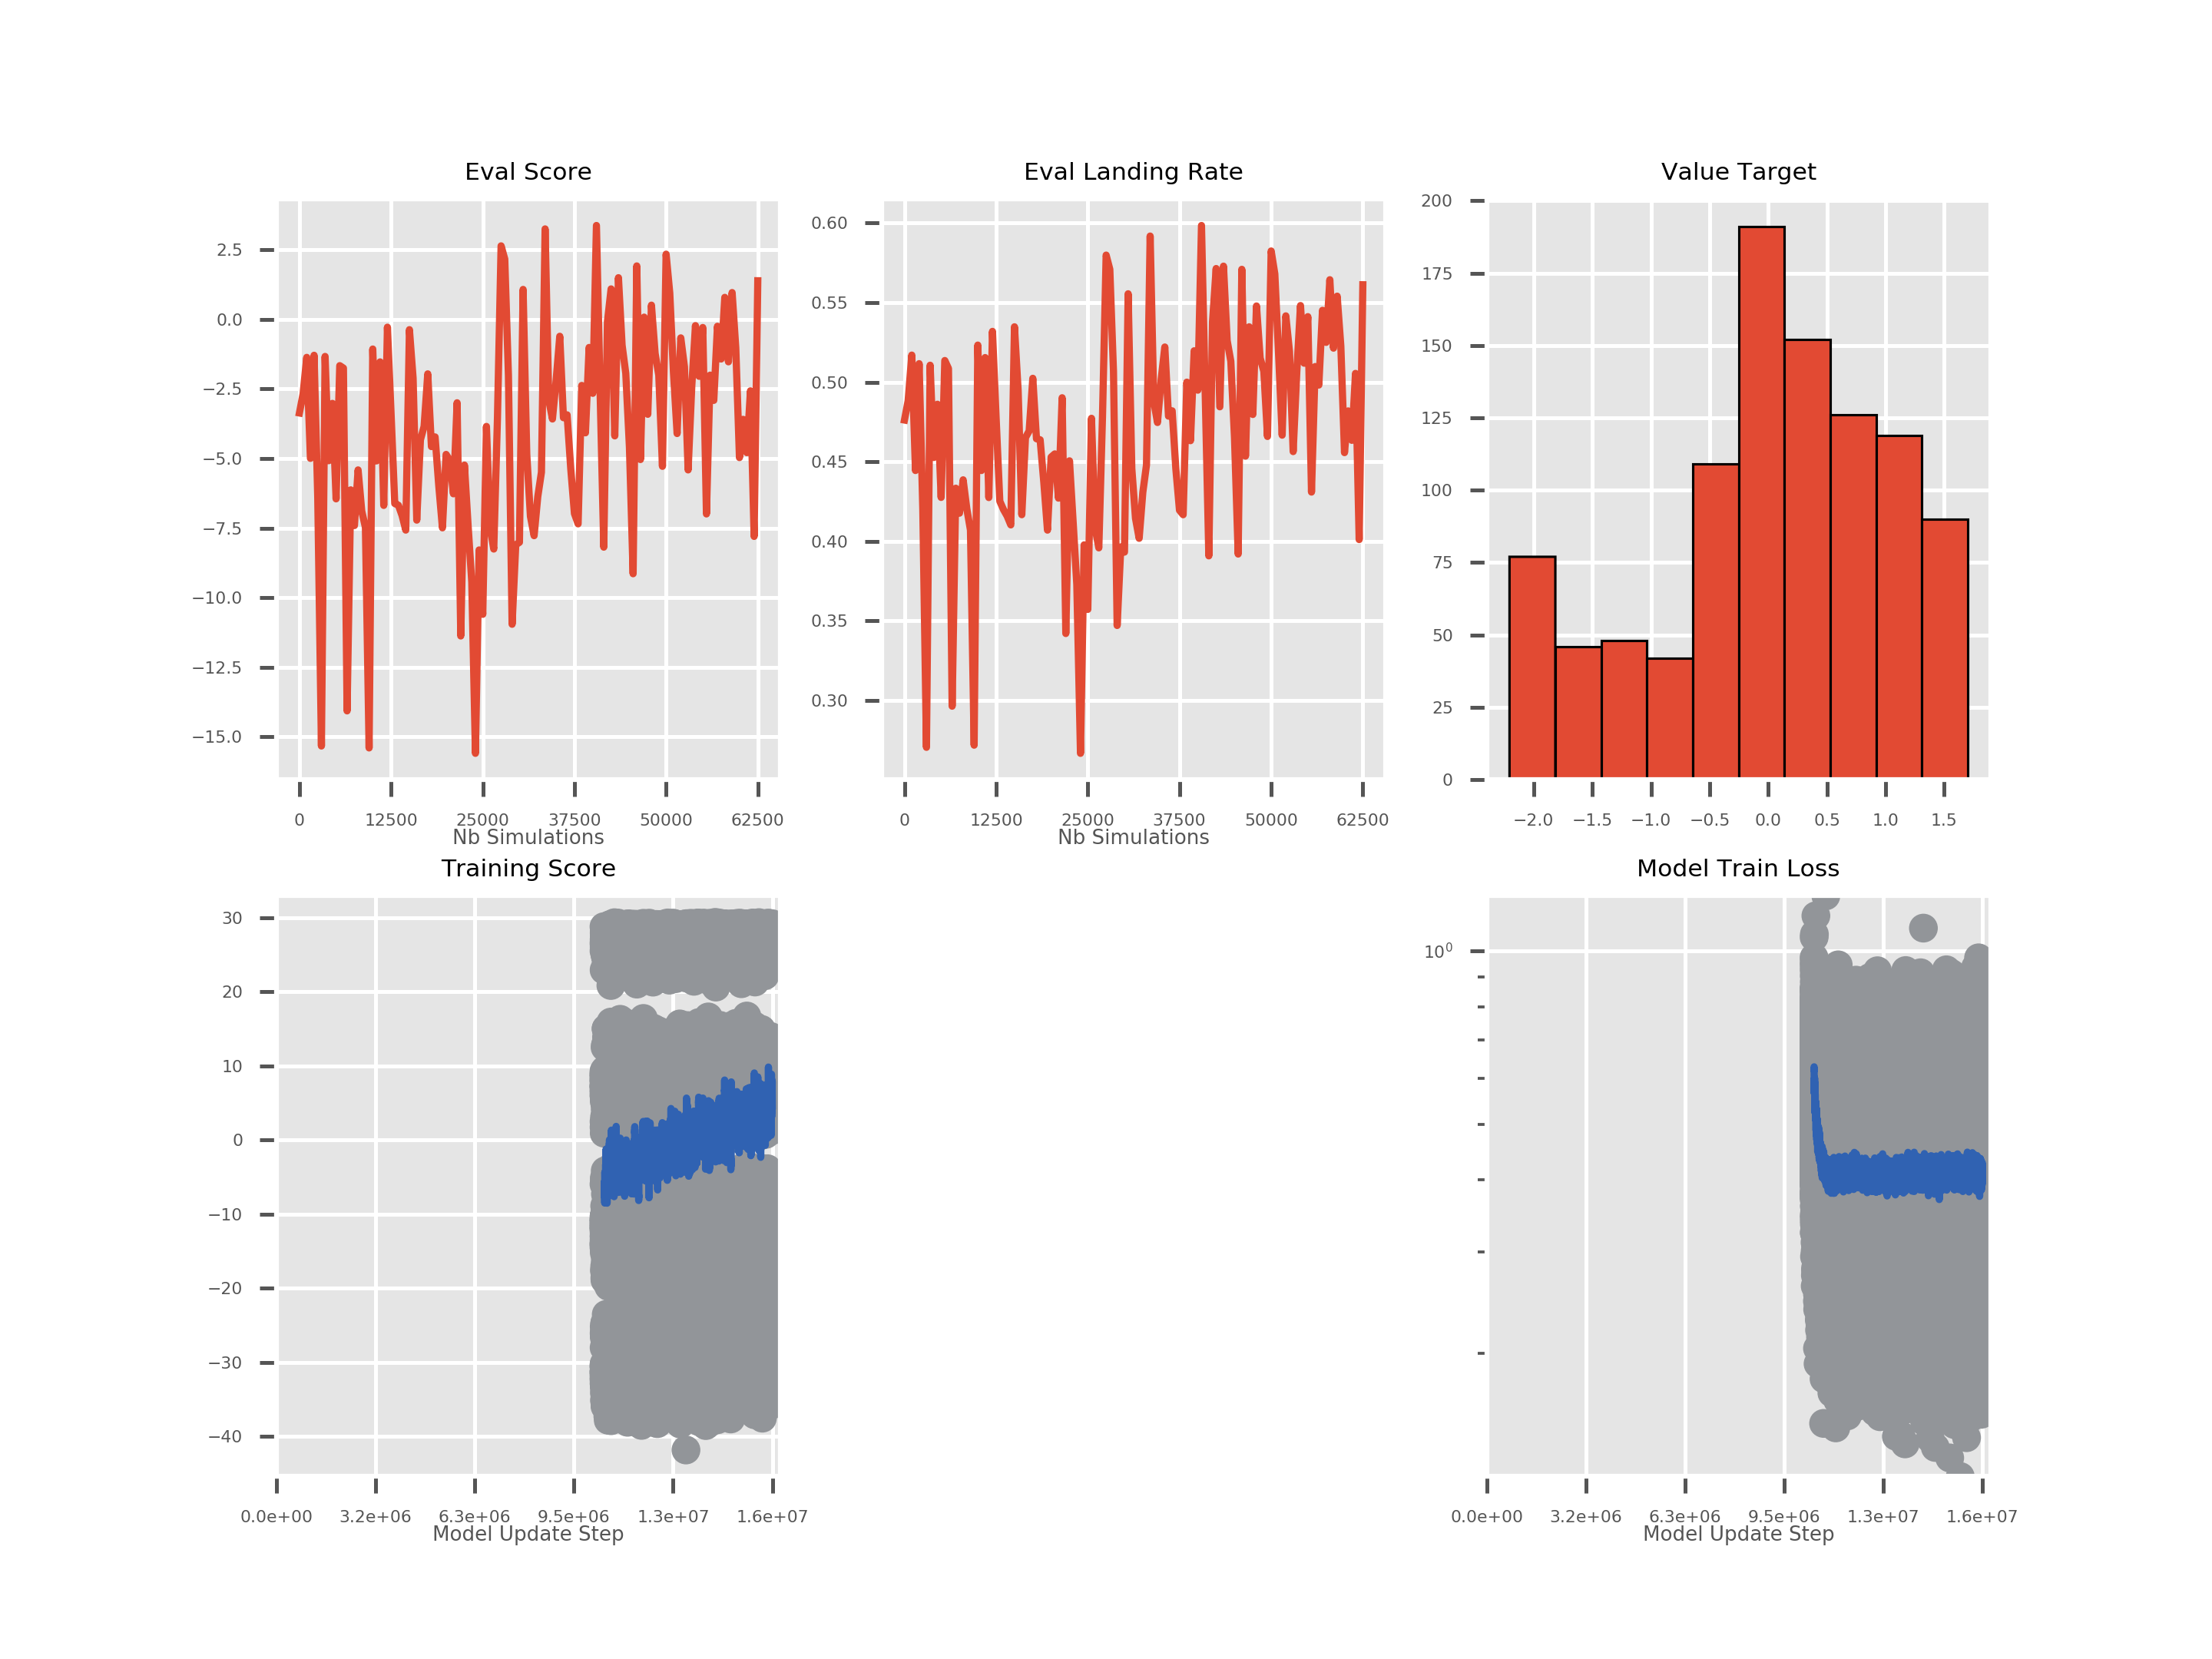 Eval Score
2.5
0.0
−2.5
−5.0
−7.5
−10.0
−12.5
−15.0
0 12500 25000 37500 50000 62500
Nb Simulations
Eval Landing Rate
0.60
0.55
0.50
0.45
0.40
0.35
0.30
0 12500 25000 37500 50000 62500
Nb Simulations
Value Target
200
175
150
125
100
75
50
25
0
−2.0 −1.5 −1.0 −0.5 0.0 0.5 1.0 1.5
Training Score
30
20
10
0
−10
−20
−30
−40
0.0e+00 3.2e+06 6.3e+06 9.5e+06 1.3e+07 1.6e+07
Model Update Step
Model Train Loss
10⁰
0.0e+00 3.2e+06 6.3e+06 9.5e+06 1.3e+07 1.6e+07
Model Update Step